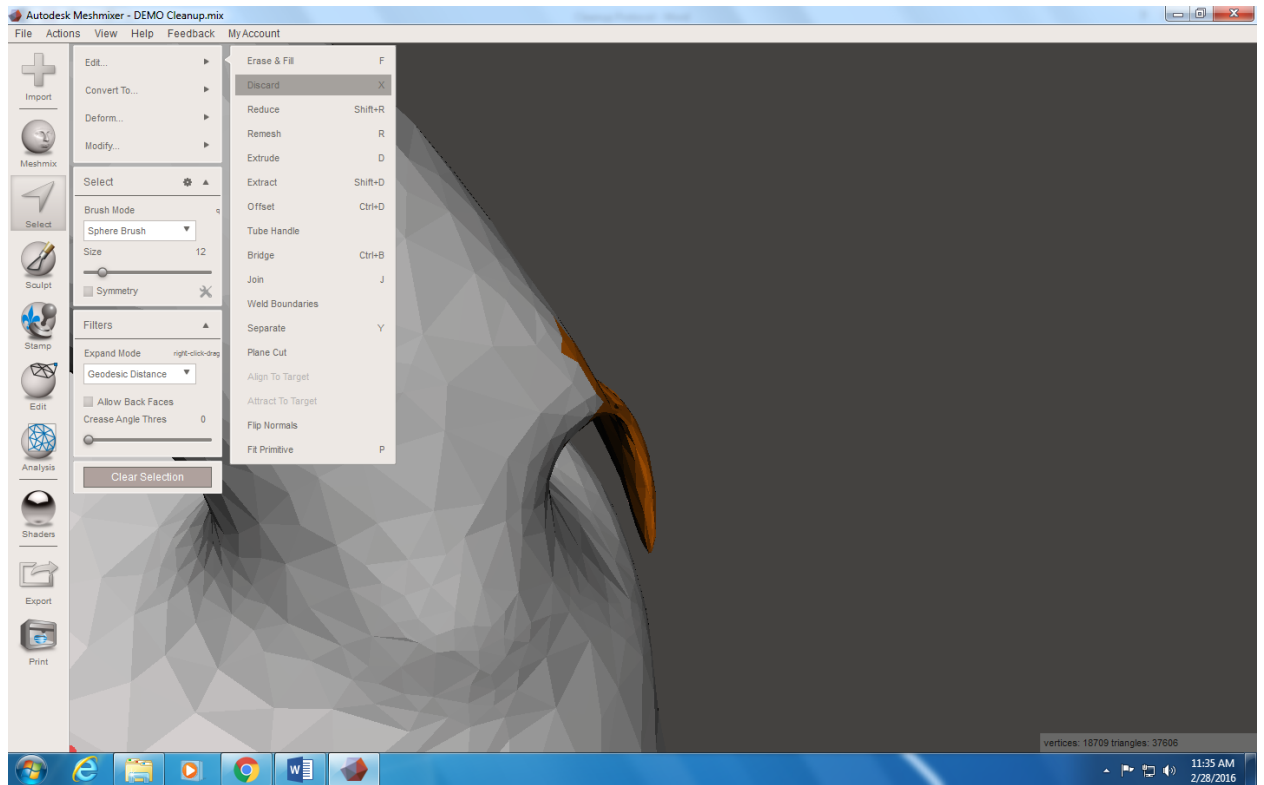 Autodesk Meshmixer - DEMO Cleanup.mix
File Actions View Help Feedback MyAccount
Import
Meshmix
Select
Sculpt
Stamp
Edit
Analysis
Shaders
Export
Print
Edit...
Convert To...
Deform...
Modify...
Select
Brush Mode q
Sphere Brush
Size 12
Symmetry
Filters
Expand Mode right-click-drag
Geodesic Distance
Allow Back Faces
Crease Angle Thres 0
Clear Selection
Erase & Fill F
Discard X
Reduce Shift+R
Remesh R
Extrude D
Extract Shift+D
Offset Ctrl+D
Tube Handle
Bridge Ctrl+B
Join J
Weld Boundaries
Separate Y
Plane Cut
Align To Target
Attract To Target
Flip Normals
Fit Primitive P
vertices: 18709 triangles: 37606
11:35 AM
2/28/2016